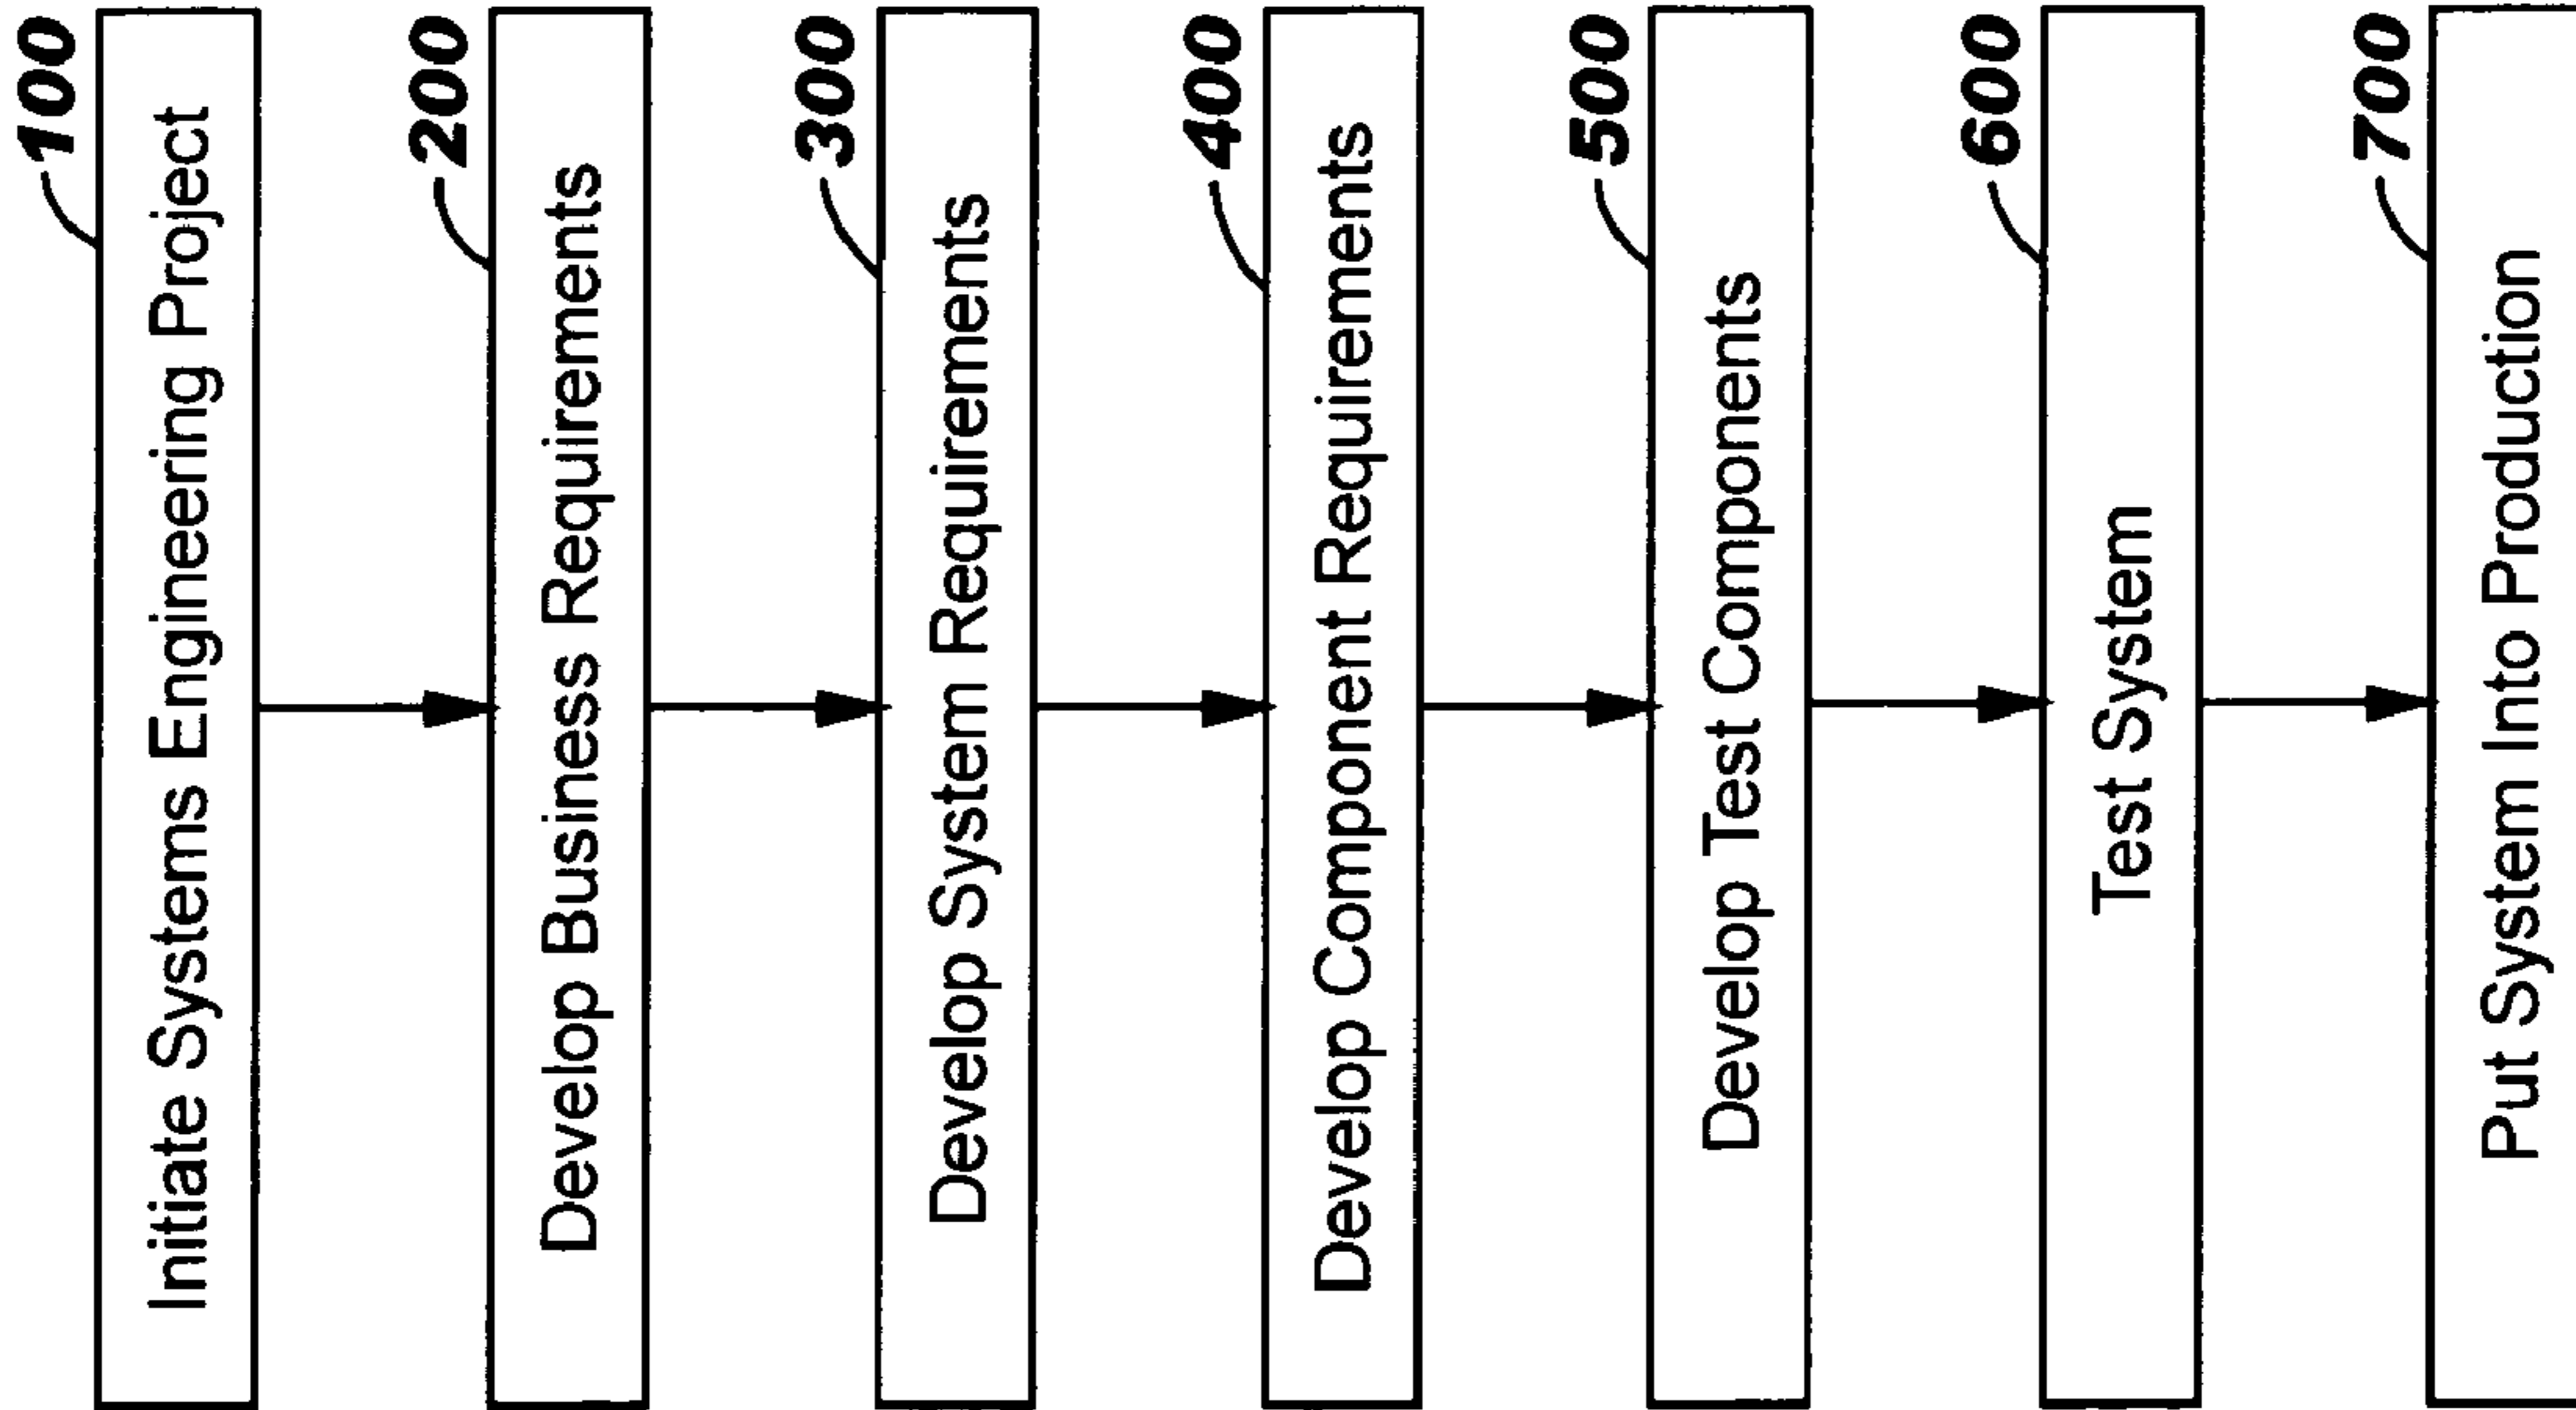 100
Initiate Systems Engineering Project
200
Develop Business Requirements
300
Develop System Requirements
400
Develop Component Requirements
500
Develop Test Components
600
Test System
700
Put System Into Production